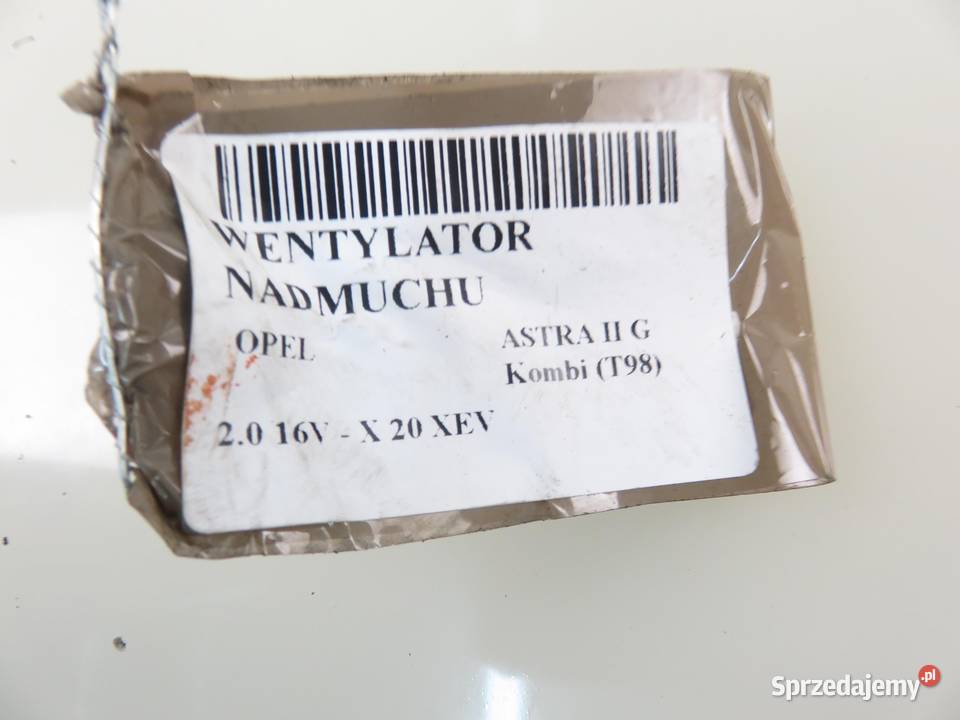 WENTYLATOR
NADMUCHU
OPEL ASTRA II G
Kombi (T98)
2.0 16V - X 20 XEV
Sprzedajemy.pl